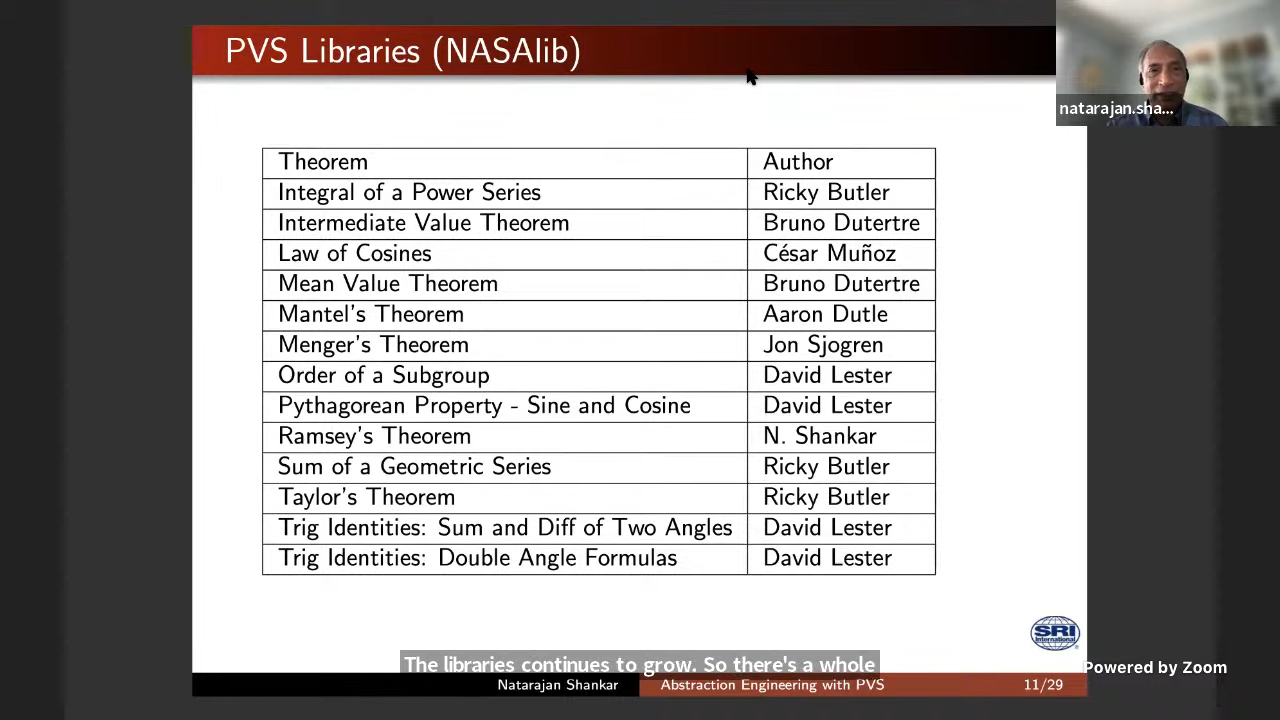 PVS Libraries (NASAlib)
natarajan.sha...
Theorem Author
Integral of a Power Series Ricky Butler
Intermediate Value Theorem Bruno Dutertre
Law of Cosines César Muñoz
Mean Value Theorem Bruno Dutertre
Mantel's Theorem Aaron Dutle
Menger's Theorem Jon Sjogren
Order of a Subgroup David Lester
Pythagorean Property - Sine and Cosine David Lester
Ramsey's Theorem N. Shankar
Sum of a Geometric Series Ricky Butler
Taylor's Theorem Ricky Butler
Trig Identities: Sum and Diff of Two Angles David Lester
Trig Identities: Double Angle Formulas David Lester
SRI
International
The libraries continues to grow. So there's a whole
Powered by Zoom
Natarajan Shankar Abstraction Engineering with PVS 11/29